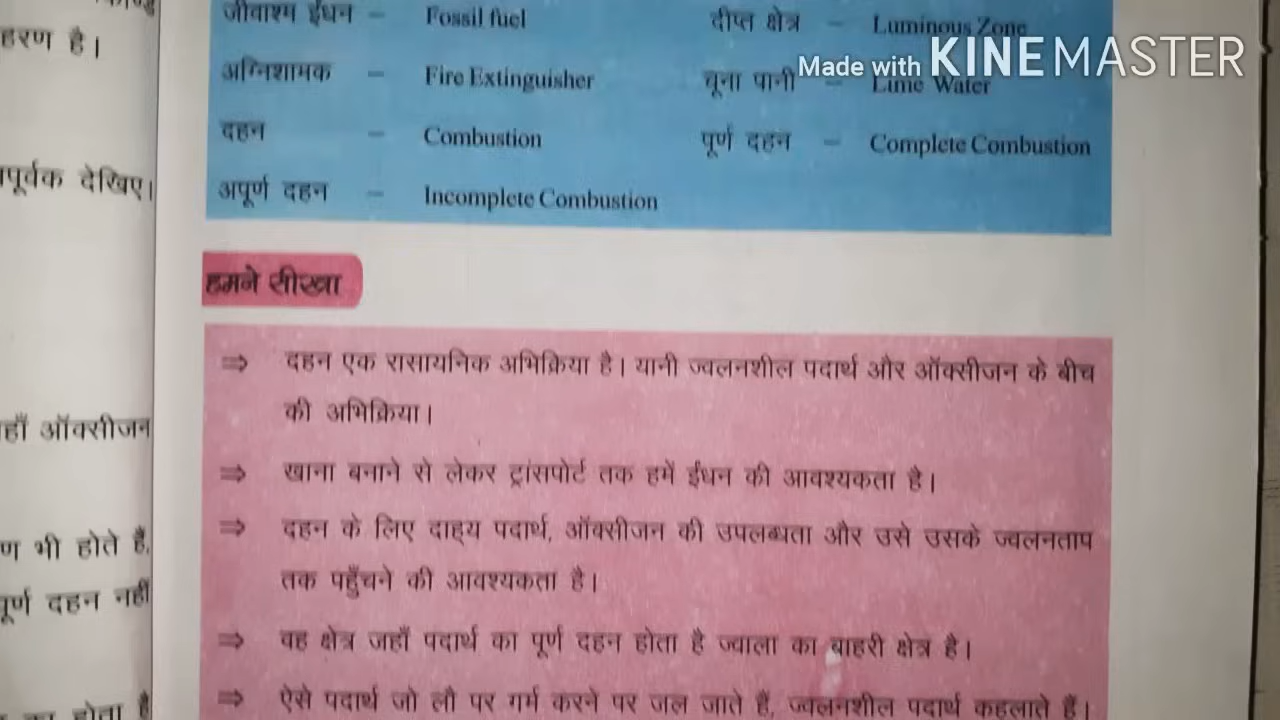 हरण है।
पूर्वक देखिए।
हाँ ऑक्सीजन
ण भी होते हैं,
पूर्ण दहन नहीं
होता है
जीवाश्म ईंधन – Fossil fuel दीप्त क्षेत्र – Luminous Zone
Made with KINEMASTER
अग्निशामक – Fire Extinguisher चूना पानी – Lime Water
दहन – Combustion पूर्ण दहन – Complete Combustion
अपूर्ण दहन – Incomplete Combustion
हमने सीखा
⇒ दहन एक रासायनिक अभिक्रिया है। यानी ज्वलनशील पदार्थ और ऑक्सीजन के बीच
की अभिक्रिया।
⇒ खाना बनाने से लेकर ट्रांसपोर्ट तक हमें ईंधन की आवश्यकता है।
⇒ दहन के लिए दाह्य पदार्थ, ऑक्सीजन की उपलब्धता और उसे उसके ज्वलनताप
तक पहुँचने की आवश्यकता है।
⇒ वह क्षेत्र जहाँ पदार्थ का पूर्ण दहन होता है ज्वाला का बाहरी क्षेत्र है।
⇒ ऐसे पदार्थ जो लौ पर गर्म करने पर जल जाते हैं, ज्वलनशील पदार्थ कहलाते हैं।